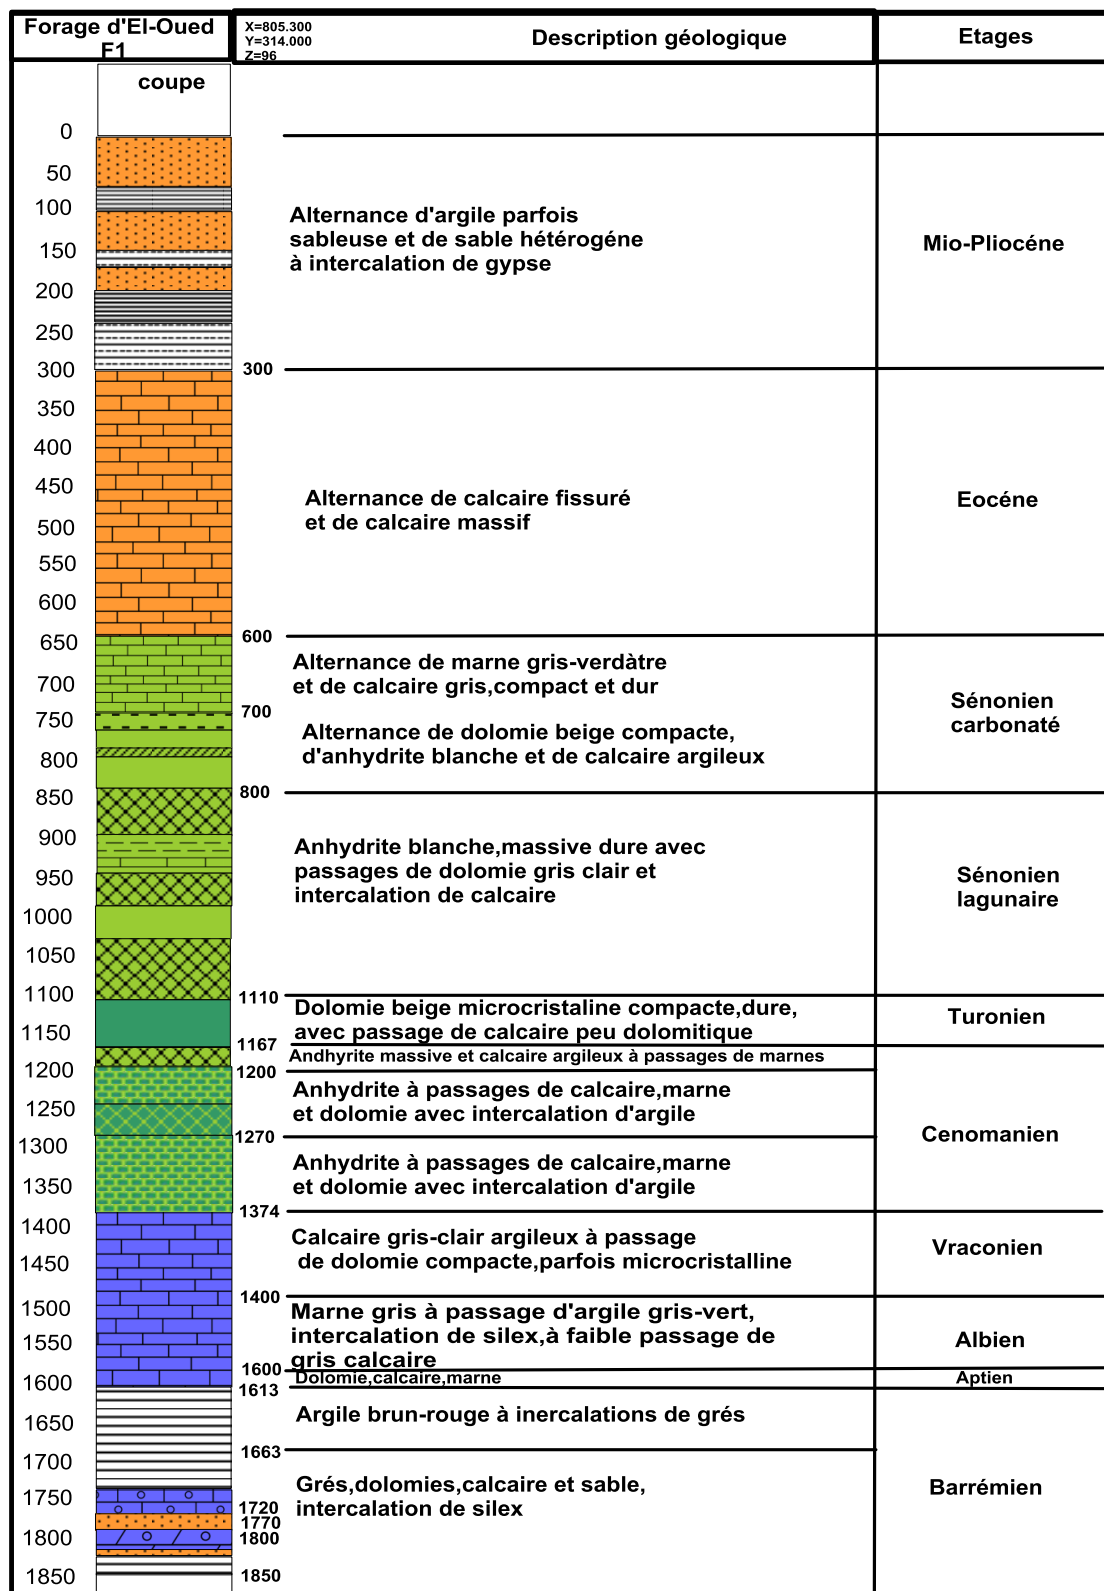 Forage d'El-Oued
F1
X=805.300
Y=314.000
Z=96
Description géologique
Etages
coupe
0
50
100
150
200
250
300
350
400
450
500
550
600
650
700
750
800
850
900
950
1000
1050
1100
1150
1200
1250
1300
1350
1400
1450
1500
1550
1600
1650
1700
1750
1800
1850
300
600
700
800
1110
1167
1200
1270
1374
1400
1600
1613
1663
1720
1770
1800
1850
Alternance d'argile parfois
sableuse et de sable hétérogéne
à intercalation de gypse
Mio-Pliocéne
Alternance de calcaire fissuré
et de calcaire massif
Eocéne
Alternance de marne gris-verdàtre
et de calcaire gris,compact et dur
Alternance de dolomie beige compacte,
d'anhydrite blanche et de calcaire argileux
Sénonien
carbonaté
Anhydrite blanche,massive dure avec
passages de dolomie gris clair et
intercalation de calcaire
Sénonien
lagunaire
Dolomie beige microcristaline compacte,dure,
avec passage de calcaire peu dolomitique
Turonien
Andhyrite massive et calcaire argileux à passages de marnes
Anhydrite à passages de calcaire,marne
et dolomie avec intercalation d'argile
Anhydrite à passages de calcaire,marne
et dolomie avec intercalation d'argile
Cenomanien
Calcaire gris-clair argileux à passage
de dolomie compacte,parfois microcristalline
Vraconien
Marne gris à passage d'argile gris-vert,
intercalation de silex,à faible passage de
gris calcaire
Albien
Dolomie,calcaire,marne
Aptien
Argile brun-rouge à inercalations de grés
Grés,dolomies,calcaire et sable,
intercalation de silex
Barrémien